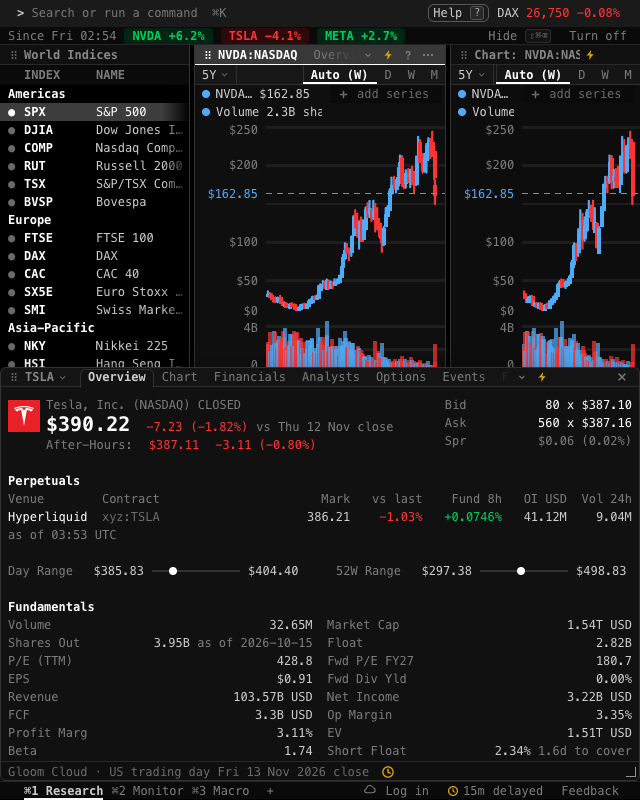 > Search or run a command ⌘K
Help ? DAX 26,750 -0.08%
Since Fri 02:54 NVDA +6.2% TSLA -4.1% META +2.7% Hide ⇧⌘⌫ Turn off
World Indices
INDEX NAME
Americas
SPX S&P 500
DJIA Dow Jones I…
COMP Nasdaq Comp…
RUT Russell 2000
TSX S&P/TSX Com…
BVSP Bovespa
Europe
FTSE FTSE 100
DAX DAX
CAC CAC 40
SX5E Euro Stoxx …
SMI Swiss Marke…
Asia-Pacific
NKY Nikkei 225
HSI Hang Seng I…
NVDA:NASDAQ Overv ? ...
5Y Auto (W) D W M
NVDA… $162.85 + add series
Volume 2.3B sha
$250
$200
$162.85
$100
$50
$0
4B
0
Chart: NVDA:NAS
5Y Auto (W) D W M
NVDA… + add series
Volume
$250
$200
$162.85
$100
$50
$0
4B
0
TSLA Overview Chart Financials Analysts Options Events ✕
Tesla, Inc. (NASDAQ) CLOSED
$390.22 -7.23 (-1.82%) vs Thu 12 Nov close
After-Hours: $387.11 -3.11 (-0.80%)
Bid 80 x $387.10
Ask 560 x $387.16
Spr $0.06 (0.02%)
Perpetuals
Venue Contract Mark vs last Fund 8h OI USD Vol 24h
Hyperliquid xyz:TSLA 386.21 -1.03% +0.0746% 41.12M 9.04M
as of 03:53 UTC
Day Range $385.83 $404.40 52W Range $297.38 $498.83
Fundamentals
Volume 32.65M Market Cap 1.54T USD
Shares Out 3.95B as of 2026-10-15 Float 2.82B
P/E (TTM) 428.8 Fwd P/E FY27 180.7
EPS $0.91 Fwd Div Yld 0.00%
Revenue 103.57B USD Net Income 3.22B USD
FCF 3.3B USD Op Margin 3.35%
Profit Marg 3.11% EV 1.51T USD
Beta 1.74 Short Float 2.34% 1.6d to cover
Gloom Cloud · US trading day Fri 13 Nov 2026 close
⌘1 Research ⌘2 Monitor ⌘3 Macro + Log in 15m delayed Feedback